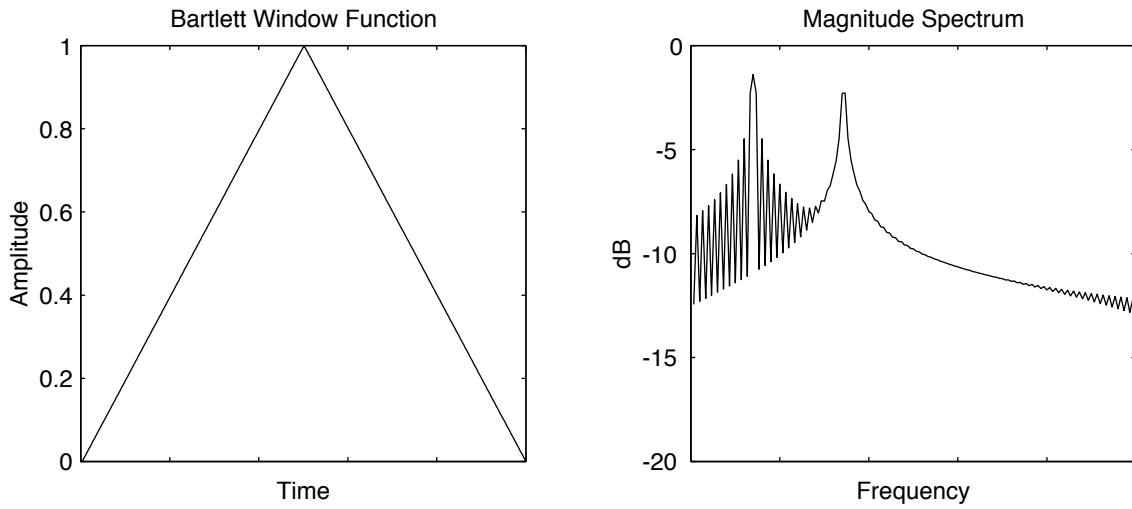 Bartlett Window Function
1
0.8
0.6
0.4
0.2
0
Amplitude
Time
Magnitude Spectrum
0
-5
-10
-15
-20
dB
Frequency